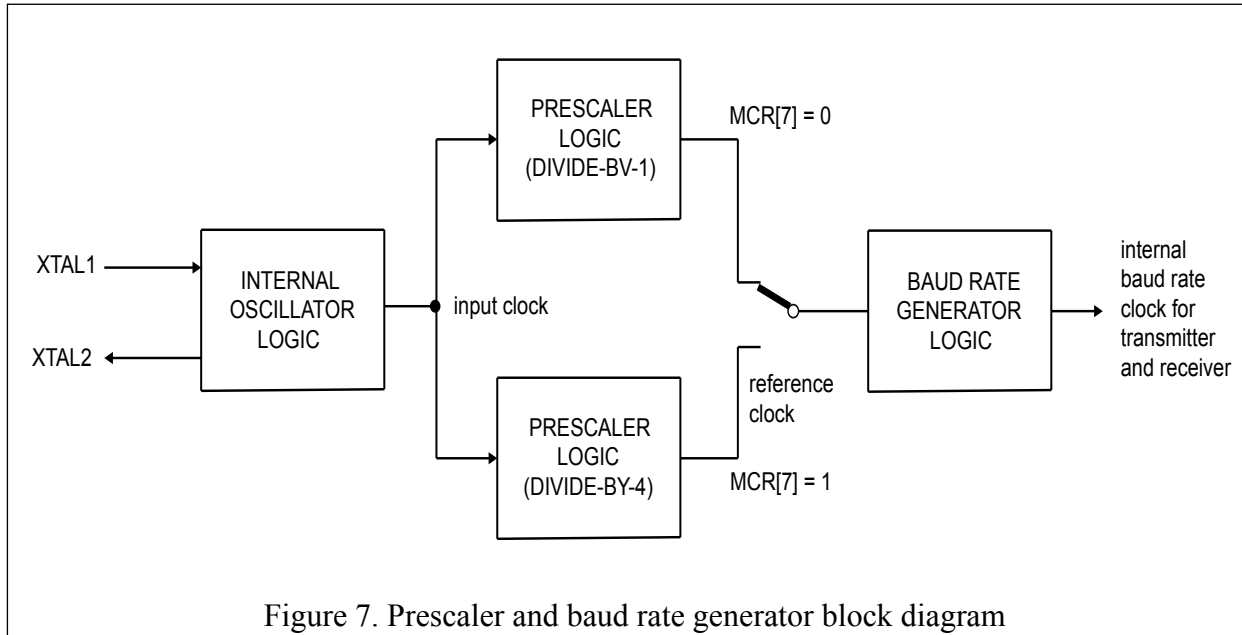 PRESCALER
LOGIC
(DIVIDE-BV-1)
MCR[7] = 0
XTAL1
XTAL2
INTERNAL
OSCILLATOR
LOGIC
input clock
BAUD RATE
GENERATOR
LOGIC
internal
baud rate
clock for
transmitter
and receiver
reference
clock
PRESCALER
LOGIC
(DIVIDE-BY-4)
MCR[7] = 1
Figure 7. Prescaler and baud rate generator block diagram